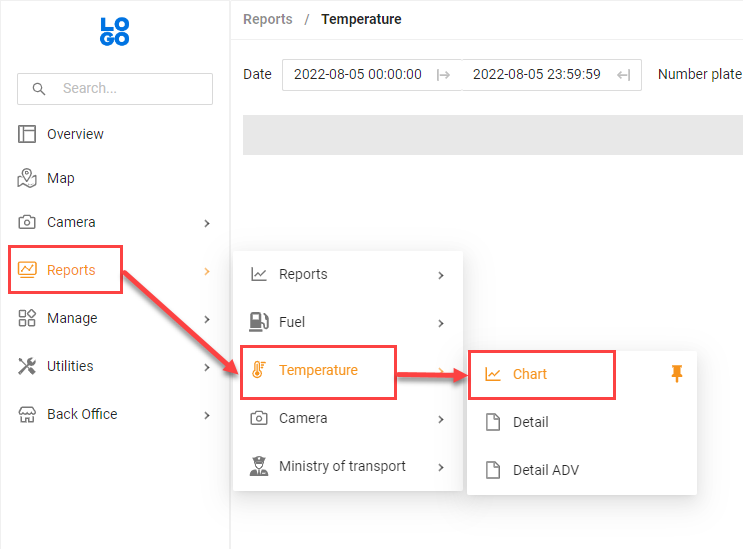 LO
GO
Search...
Overview
Map
Camera
Reports
Manage
Utilities
Back Office
Reports / Temperature
Date 2022-08-05 00:00:00 2022-08-05 23:59:59 Number plate
Reports
Fuel
Temperature
Camera
Ministry of transport
Chart
Detail
Detail ADV